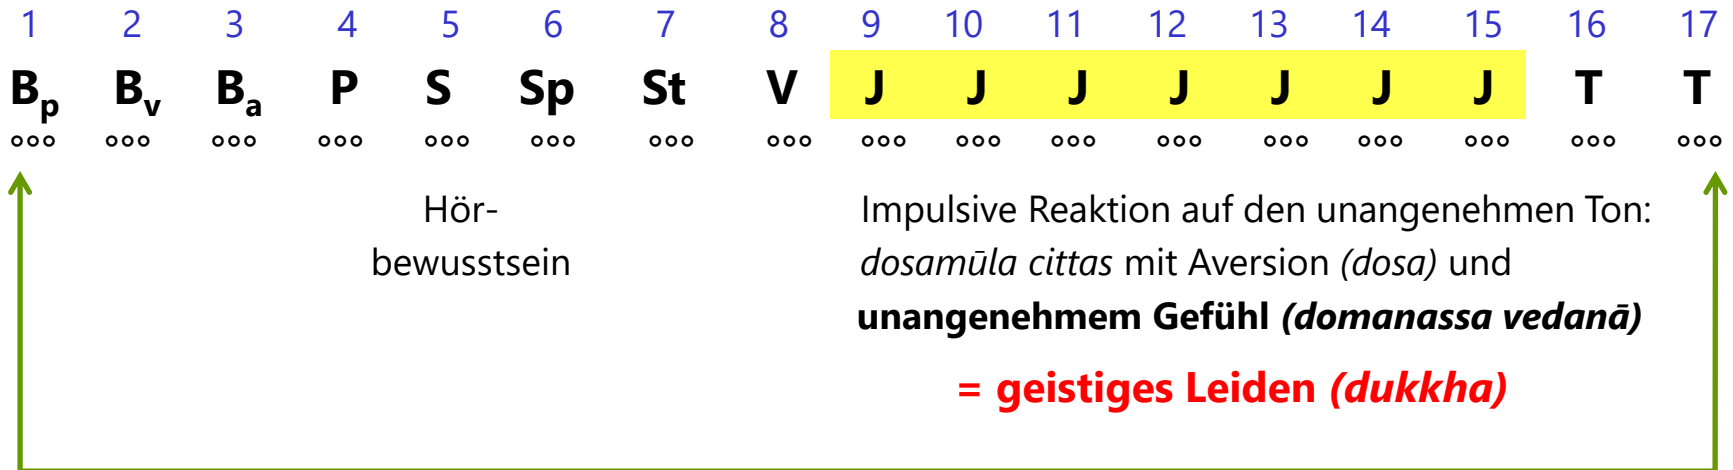 1 2 3 4 5 6 7 8 9 10 11 12 13 14 15 16 17
Bp Bv Ba P S Sp St V J J J J J J J T T
°°° °°° °°° °°° °°° °°° °°° °°° °°° °°° °°° °°° °°° °°° °°° °°° °°°
Hör- Impulsive Reaktion auf den unangenehmen Ton:
bewusstsein dosamūla cittas mit Aversion (dosa) und
unangenehmem Gefühl (domanassa vedanā)
= geistiges Leiden (dukkha)